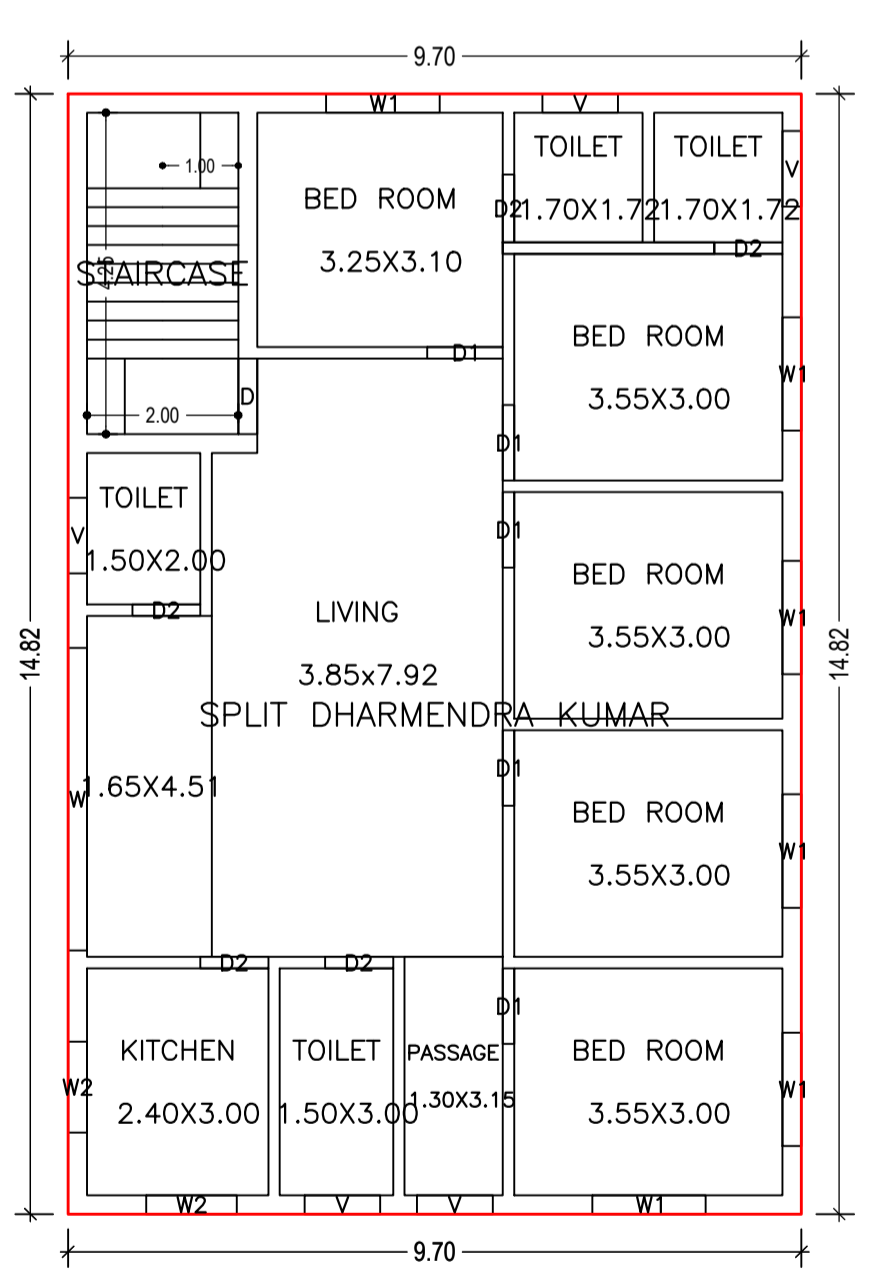 9.70
W1
V
TOILET
TOILET
V
1.00
BED ROOM
D2
1.70X1.72
1.70X1.72
D2
3.25X3.10
4.25
STAIRCASE
BED ROOM
D1
W1
3.55X3.00
D
2.00
D1
TOILET
V
1.50X2.00
D1
BED ROOM
D2
LIVING
W1
3.55X3.00
14.82
14.82
3.85x7.92
SPLIT DHARMENDRA KUMAR
D1
1.65X4.51
W
BED ROOM
W1
3.55X3.00
D2
D2
D1
KITCHEN
TOILET
PASSAGE
BED ROOM
W2
2.40X3.00
1.50X3.00
1.30X3.15
3.55X3.00
W1
W2
V
V
W1
9.70